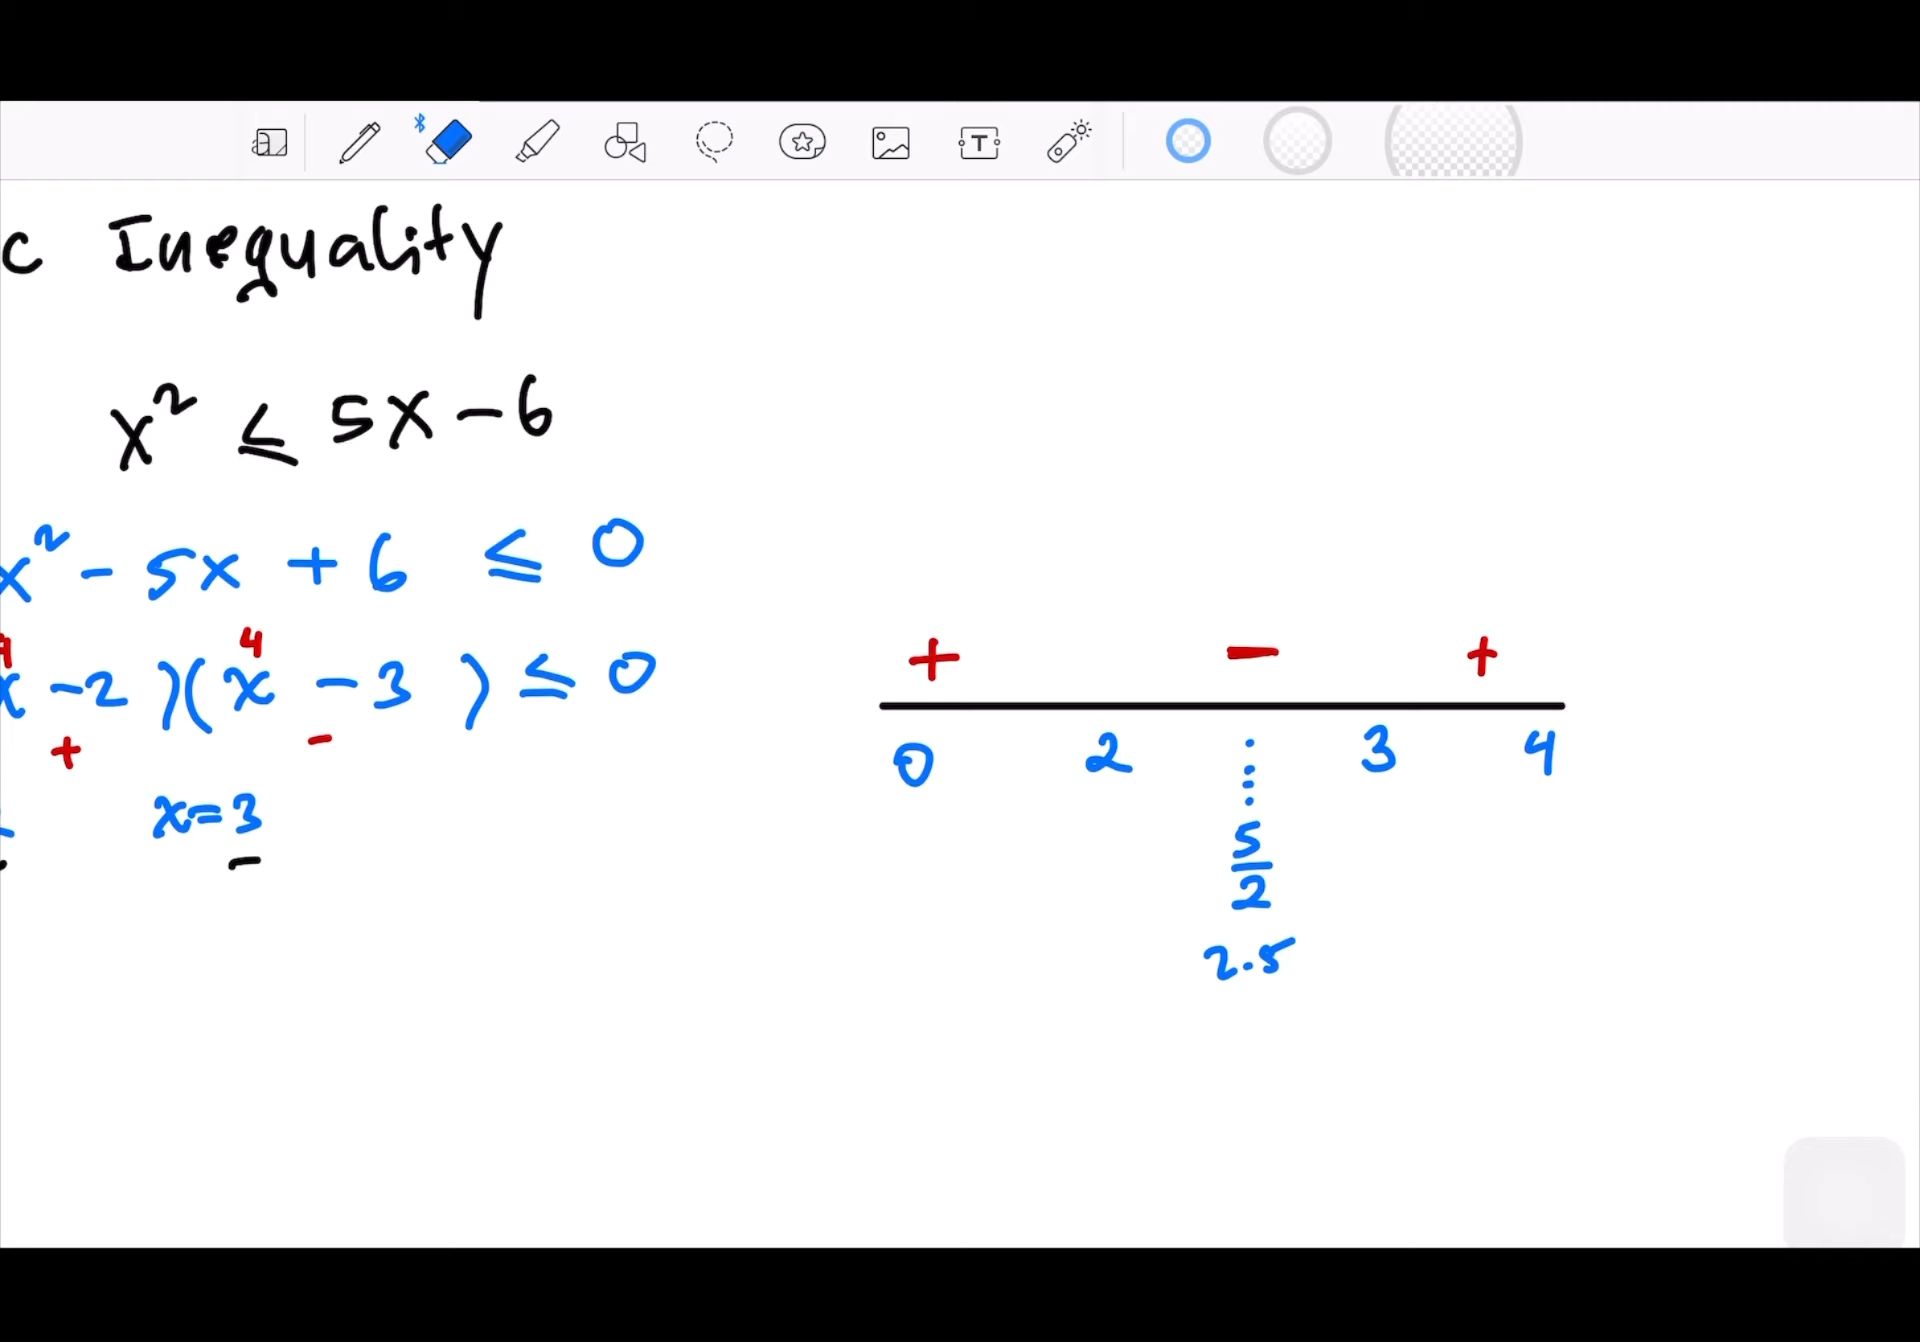 c Inequality
x² ≤ 5x - 6
x² - 5x + 6 ≤ 0
4 4
x - 2 )( x - 3 ) ≤ 0
+ -
x = 3
+ - +
0 2 3 4
5/2
2.5
T